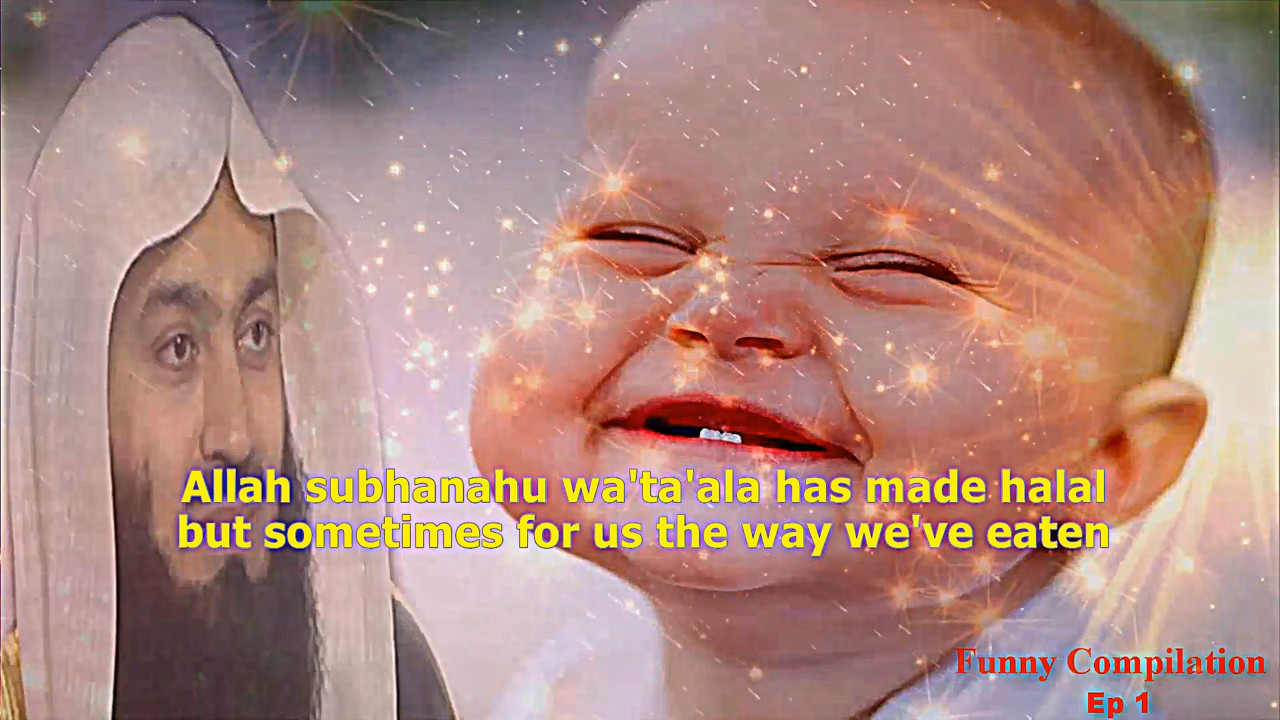 Allah subhanahu wa'ta'ala has made halal
but sometimes for us the way we've eaten
Funny Compilation
Ep 1